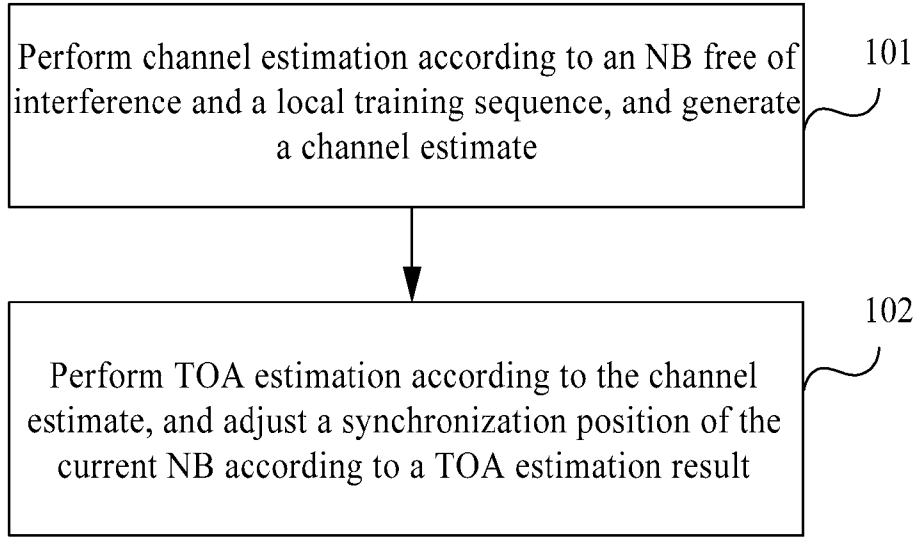 Perform channel estimation according to an NB free of
interference and a local training sequence, and generate
a channel estimate
101
Perform TOA estimation according to the channel
estimate, and adjust a synchronization position of the
current NB according to a TOA estimation result
102